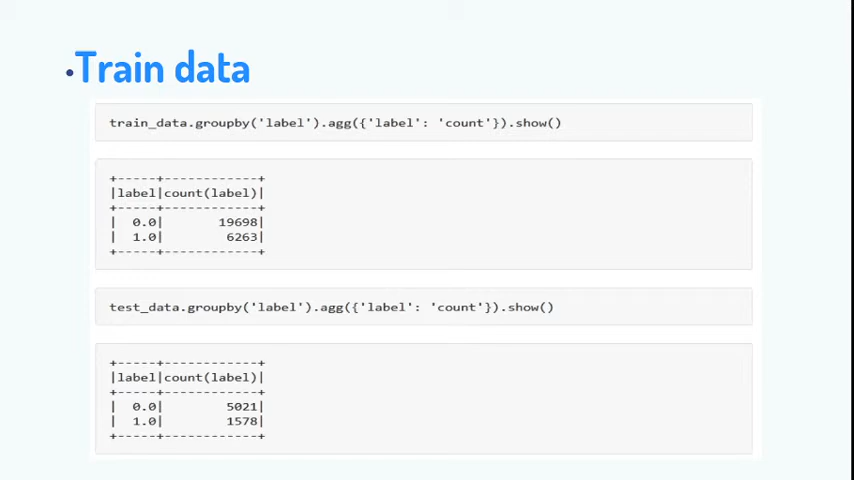 •Train data
train_data.groupby('label').agg({'label': 'count'}).show()
+-----+------------+
|label|count(label)|
+-----+------------+
|  0.0|       19698|
|  1.0|        6263|
+-----+------------+
test_data.groupby('label').agg({'label': 'count'}).show()
+-----+------------+
|label|count(label)|
+-----+------------+
|  0.0|        5021|
|  1.0|        1578|
+-----+------------+